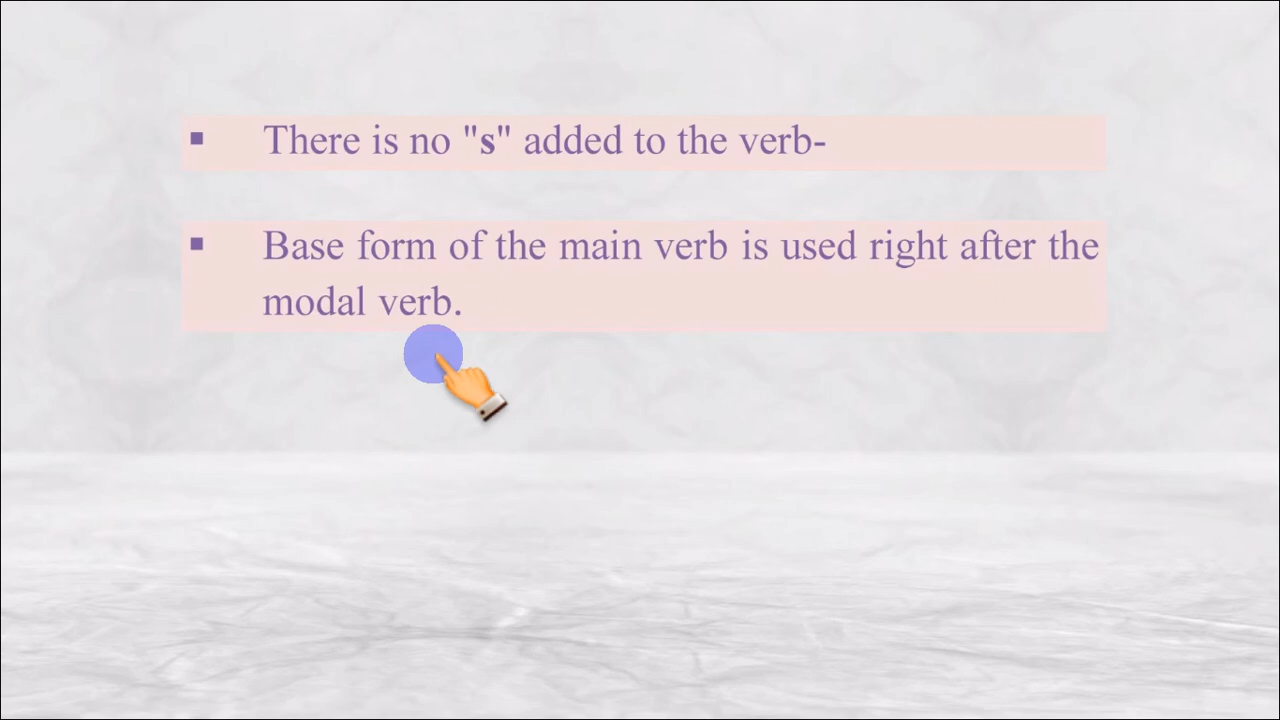 ▪ There is no "s" added to the verb-
▪ Base form of the main verb is used right after the
modal verb.